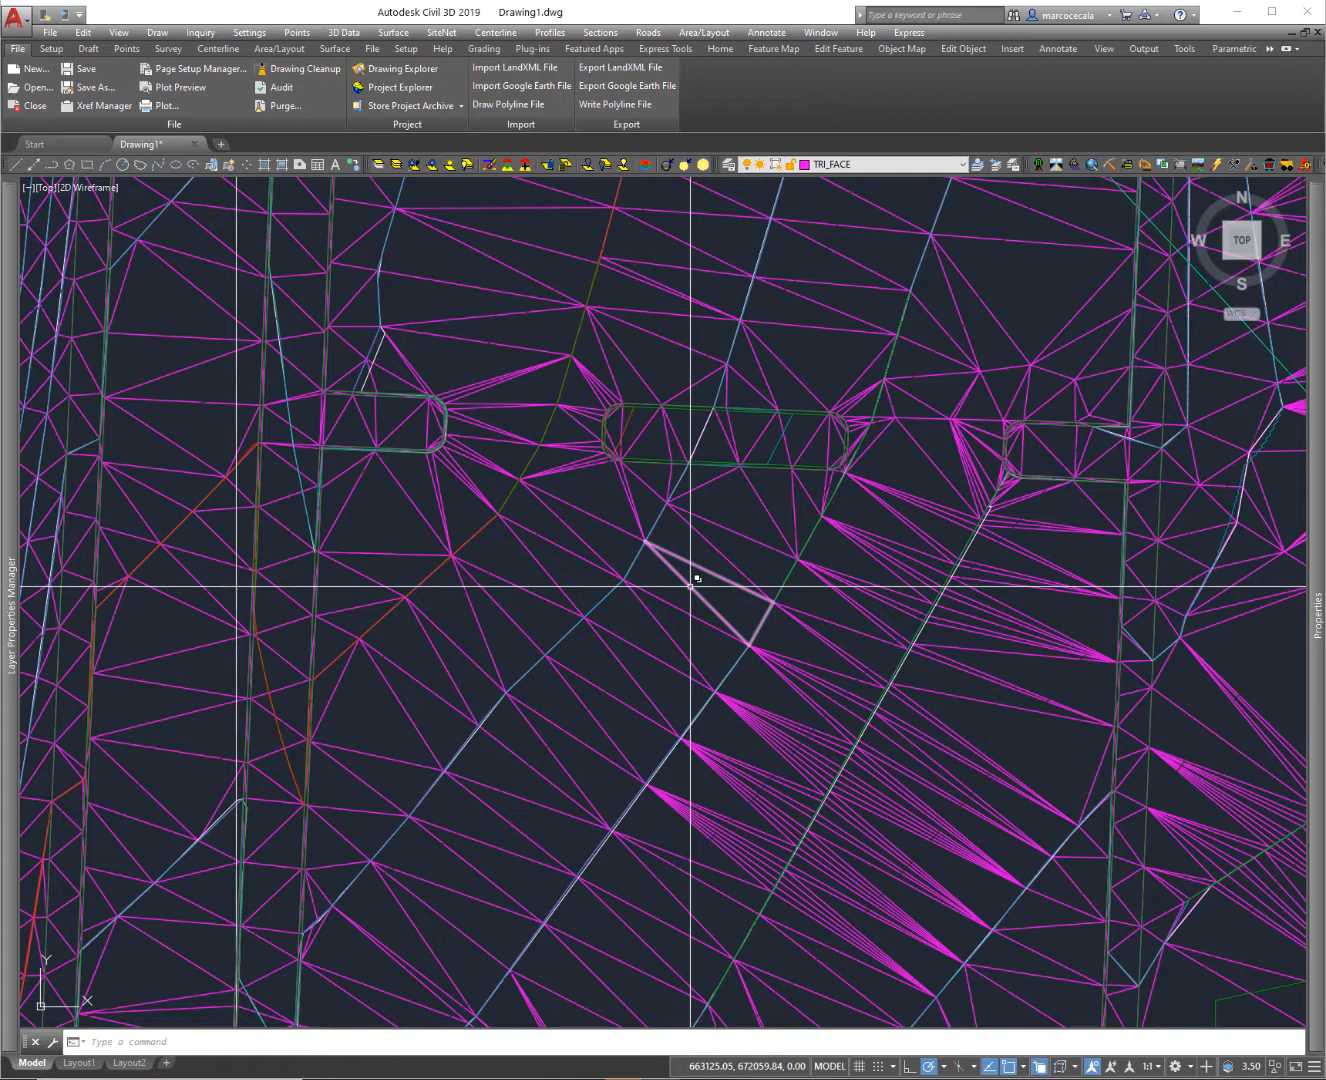 A Autodesk Civil 3D 2019 Drawing1.dwg Type a keyword or phrase marcocecala ?
File Edit View Draw Inquiry Settings Points 3D Data Surface SiteNet Centerline Profiles Sections Roads Area/Layout Annotate Window Help Express
File Setup Draft Points Survey Centerline Area/Layout Surface File Setup Help Grading Plug-ins Featured Apps Express Tools Home Feature Map Edit Feature Object Map Edit Object Insert Annotate View Output Tools Parametric
New... Save Page Setup Manager... Drawing Cleanup Drawing Explorer Import LandXML File Export LandXML File
Open... Save As... Plot Preview Audit Project Explorer Import Google Earth File Export Google Earth File
Close Xref Manager Plot... Purge... Store Project Archive Draw Polyline File Write Polyline File
File Project Import Export
Start Drawing1* +
A TRI_FACE
[–][Top][2D Wireframe]
N
W TOP E
S
WCS
Layer Properties Manager
Properties
Y
X
Type a command
Model Layout1 Layout2 + 663125.05, 672059.84, 0.00 MODEL 1:1 3.50